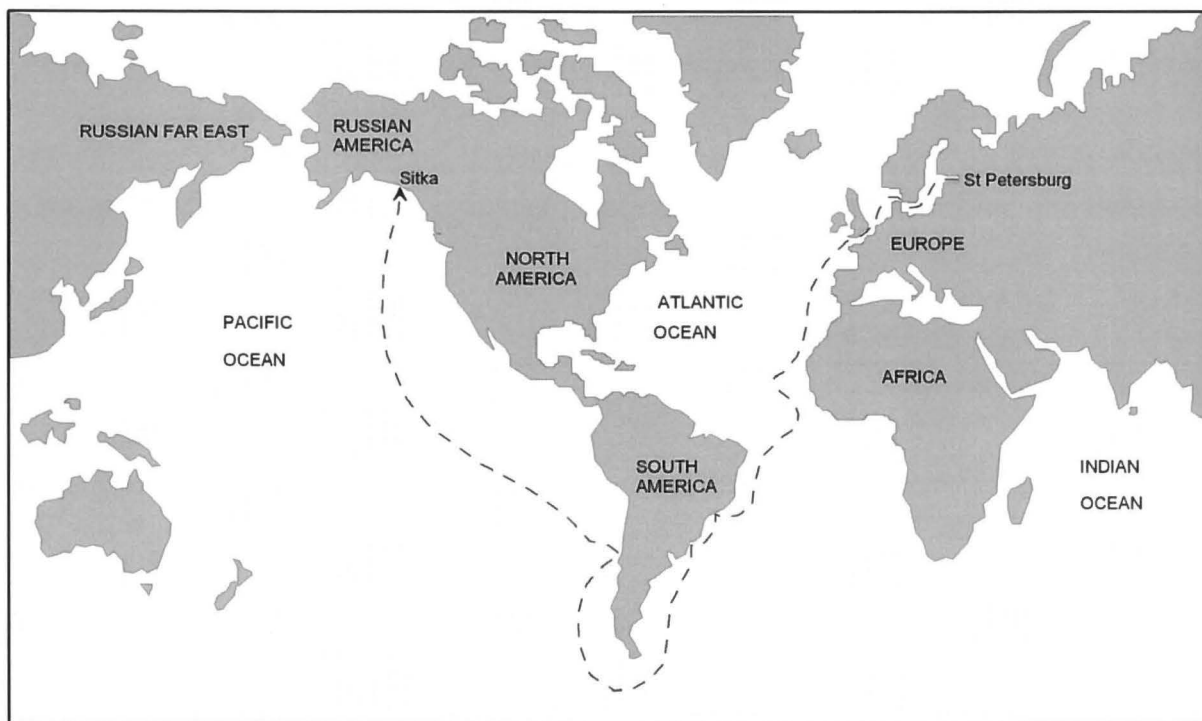 RUSSIAN FAR EAST
RUSSIAN
AMERICA
Sitka
St Petersburg
EUROPE
NORTH
AMERICA
ATLANTIC
OCEAN
PACIFIC
OCEAN
AFRICA
SOUTH
AMERICA
INDIAN
OCEAN